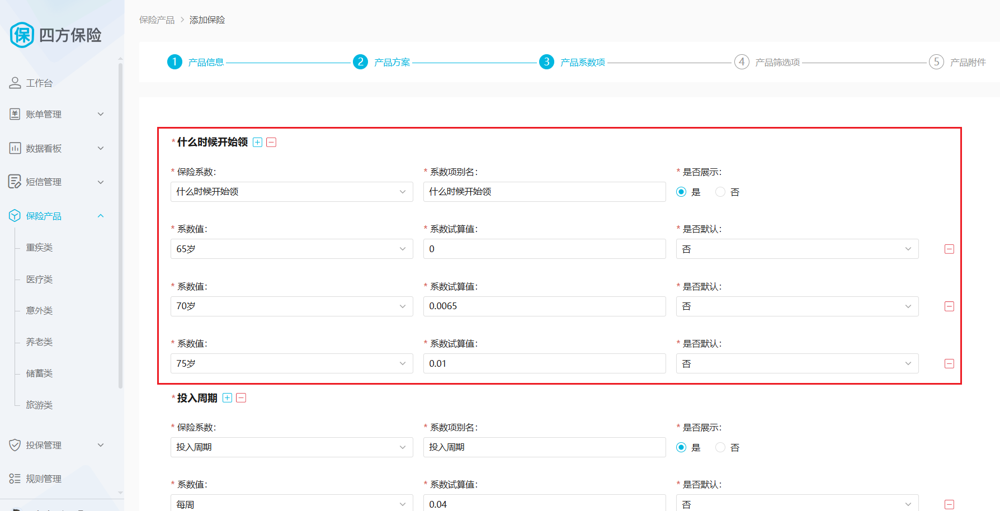 保 四方保险
工作台
账单管理
数据看板
短信管理
保险产品
重疾类
医疗类
意外类
养老类
储蓄类
旅游类
投保管理
规则管理
保险产品 > 添加保险
1 产品信息 2 产品方案 3 产品系数项 4 产品筛选项 5 产品附件
* 什么时候开始领
* 保险系数: * 系数项别名: * 是否展示:
什么时候开始领 什么时候开始领 是 否
* 系数值: * 系数试算值: * 是否默认:
65岁 0 否
* 系数值: * 系数试算值: * 是否默认:
70岁 0.0065 否
* 系数值: * 系数试算值: * 是否默认:
75岁 0.01 否
* 投入周期
* 保险系数: * 系数项别名: * 是否展示:
投入周期 投入周期 是 否
* 系数值: * 系数试算值: * 是否默认:
每周 0.04 否